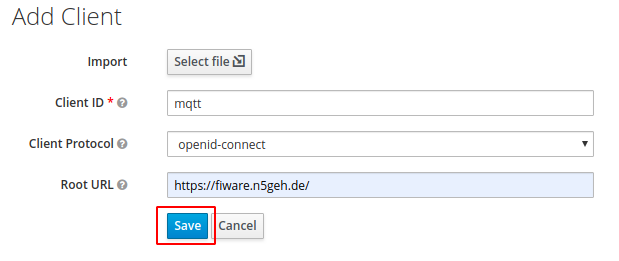 Add Client
Import Select file
Client ID * mqtt
Client Protocol openid-connect
Root URL https://fiware.n5geh.de/
Save Cancel